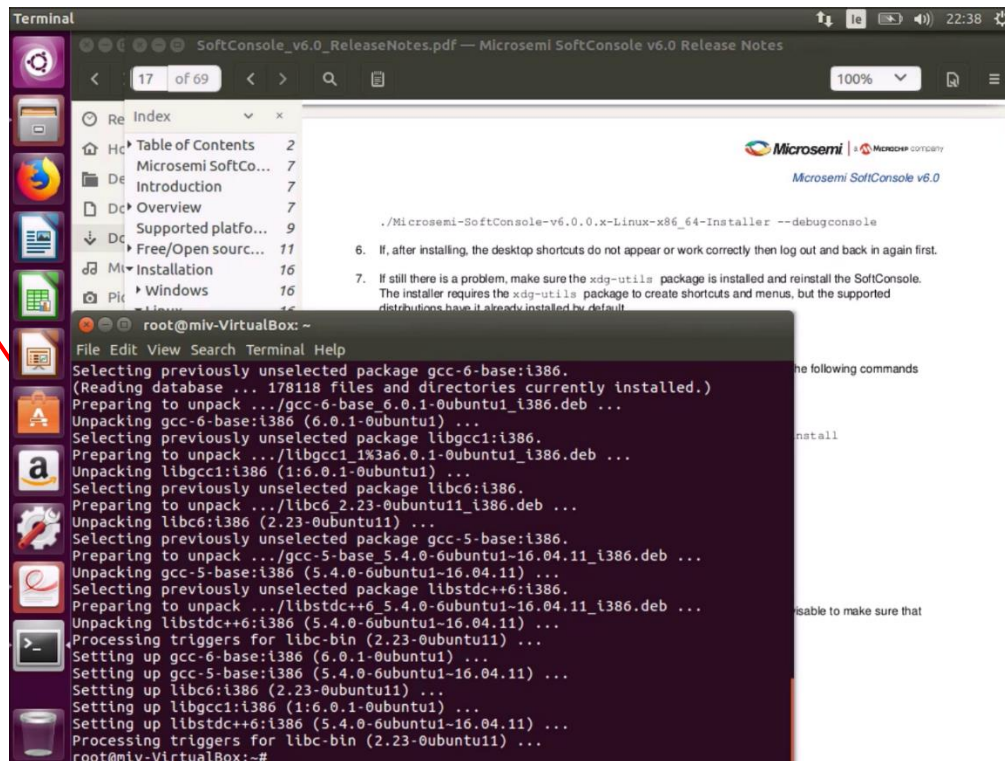 Terminal
Ie
22:38
SoftConsole_v6.0_ReleaseNotes.pdf — Microsemi SoftConsole v6.0 Release Notes
17 of 69
100%
Re
Index
Ho
Table of Contents 2
Microsemi SoftCo... 7
De
Introduction 7
Overview 7
Supported platfo... 9
Free/Open sourc... 11
Installation 16
Windows 16
Pic
Microsemi | a MICROCHIP company
Microsemi SoftConsole v6.0
./Microsemi-SoftConsole-v6.0.0.x-Linux-x86_64-Installer --debugconsole
6. If, after installing, the desktop shortcuts do not appear or work correctly then log out and back in again first.
7. If still there is a problem, make sure the xdg-utils package is installed and reinstall the SoftConsole.
The installer requires the xdg-utils package to create shortcuts and menus, but the supported
distributions have it already installed by default
he following commands
nstall
isable to make sure that
root@miv-VirtualBox: ~
File Edit View Search Terminal Help
Selecting previously unselected package gcc-6-base:i386.
(Reading database ... 178118 files and directories currently installed.)
Preparing to unpack .../gcc-6-base_6.0.1-0ubuntu1_i386.deb ...
Unpacking gcc-6-base:i386 (6.0.1-0ubuntu1) ...
Selecting previously unselected package libgcc1:i386.
Preparing to unpack .../libgcc1_1%3a6.0.1-0ubuntu1_i386.deb ...
Unpacking libgcc1:i386 (1:6.0.1-0ubuntu1) ...
Selecting previously unselected package libc6:i386.
Preparing to unpack .../libc6_2.23-0ubuntu11_i386.deb ...
Unpacking libc6:i386 (2.23-0ubuntu11) ...
Selecting previously unselected package gcc-5-base:i386.
Preparing to unpack .../gcc-5-base_5.4.0-6ubuntu1~16.04.11_i386.deb ...
Unpacking gcc-5-base:i386 (5.4.0-6ubuntu1~16.04.11) ...
Selecting previously unselected package libstdc++6:i386.
Preparing to unpack .../libstdc++6_5.4.0-6ubuntu1~16.04.11_i386.deb ...
Unpacking libstdc++6:i386 (5.4.0-6ubuntu1~16.04.11) ...
Processing triggers for libc-bin (2.23-0ubuntu11) ...
Setting up gcc-6-base:i386 (6.0.1-0ubuntu1) ...
Setting up gcc-5-base:i386 (5.4.0-6ubuntu1~16.04.11) ...
Setting up libc6:i386 (2.23-0ubuntu11) ...
Setting up libgcc1:i386 (1:6.0.1-0ubuntu1) ...
Setting up libstdc++6:i386 (5.4.0-6ubuntu1~16.04.11) ...
Processing triggers for libc-bin (2.23-0ubuntu11) ...
root@miv-VirtualBox:~#